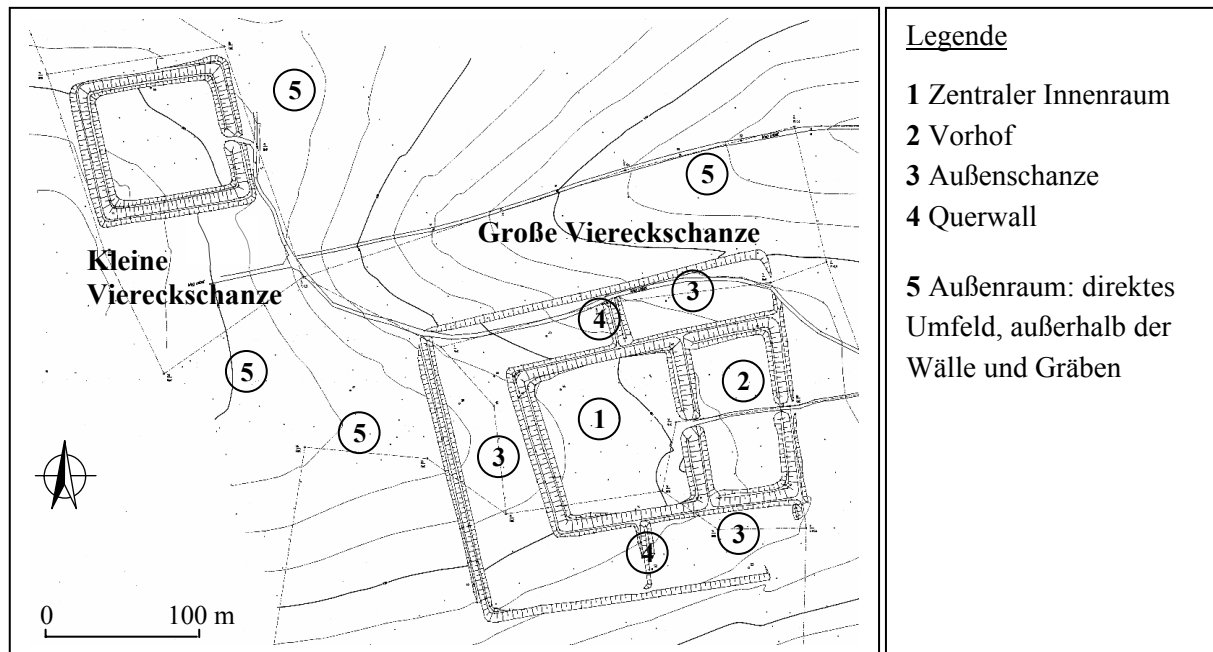 5
5
Große Viereckschanze
Kleine
Viereckschanze
3
4
5
2
1
5
3
3
4
0 100 m
Legende
1 Zentraler Innenraum
2 Vorhof
3 Außenschanze
4 Querwall
5 Außenraum: direktes
Umfeld, außerhalb der
Wälle und Gräben